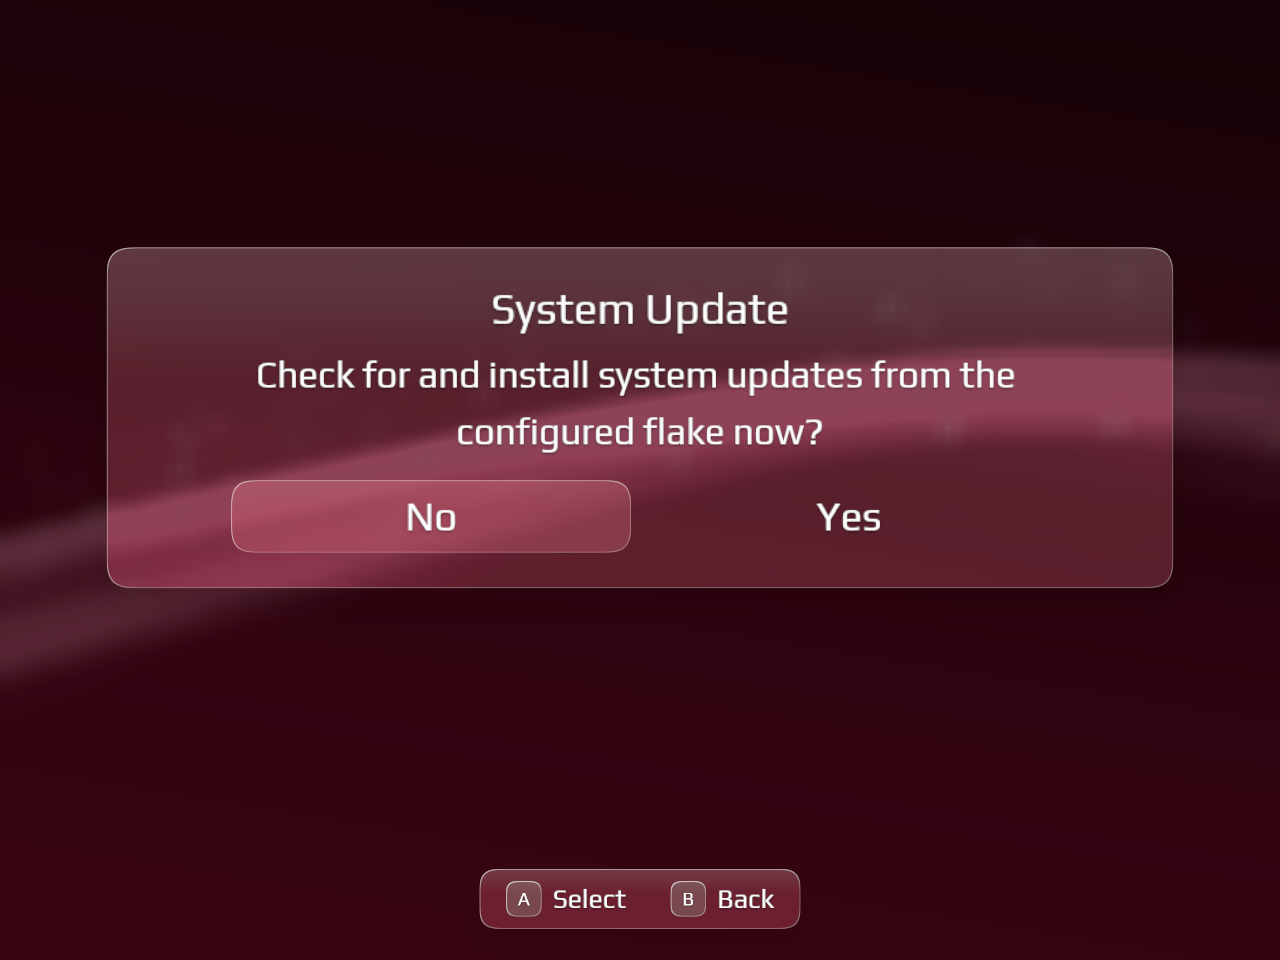 System Update
Check for and install system updates from the
configured flake now?
No
Yes
A Select
B Back